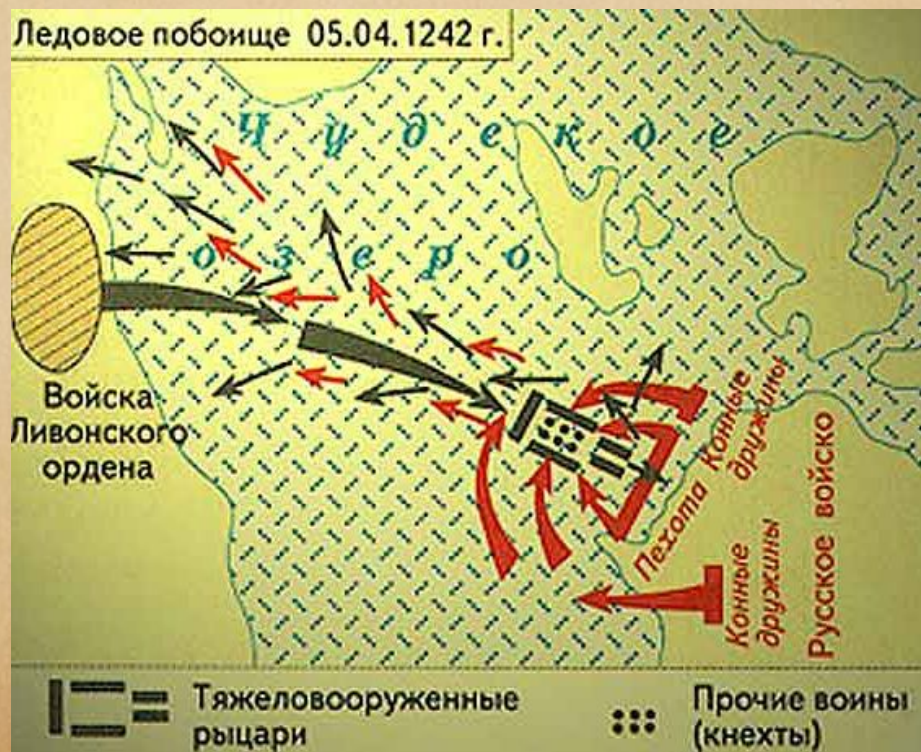 Ледовое побоище 05.04.1242 г.
Чудское
озеро
Войска
Ливонского
ордена
Конные
дружины
Пехота
Конные
дружины
Русское войско
Тяжеловооруженные
рыцари
Прочие воины
(кнехты)